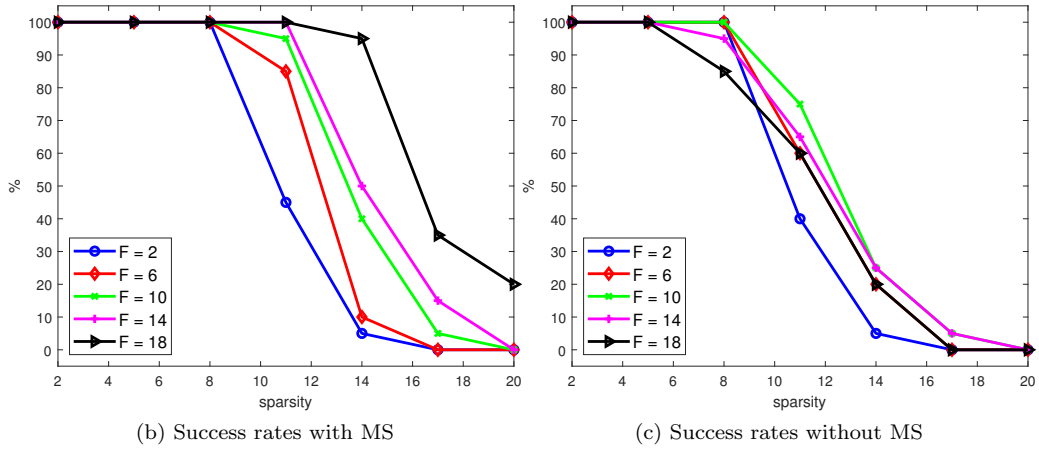 100
90
80
70
60
50
40
30
20
10
0
%
F = 2
F = 6
F = 10
F = 14
F = 18
2 4 6 8 10 12 14 16 18 20
sparsity
(b) Success rates with MS
100
90
80
70
60
50
40
30
20
10
0
%
F = 2
F = 6
F = 10
F = 14
F = 18
2 4 6 8 10 12 14 16 18 20
sparsity
(c) Success rates without MS